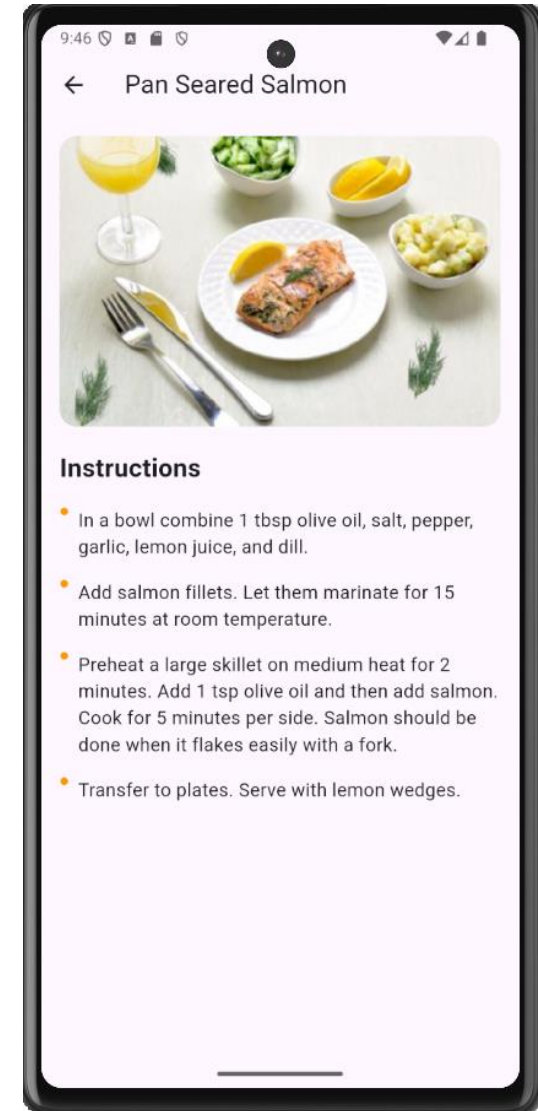 9:46
Pan Seared Salmon
Instructions
In a bowl combine 1 tbsp olive oil, salt, pepper,
garlic, lemon juice, and dill.
Add salmon fillets. Let them marinate for 15
minutes at room temperature.
Preheat a large skillet on medium heat for 2
minutes. Add 1 tsp olive oil and then add salmon.
Cook for 5 minutes per side. Salmon should be
done when it flakes easily with a fork.
Transfer to plates. Serve with lemon wedges.